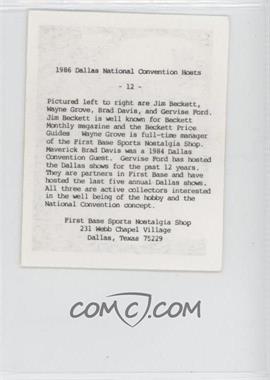 1986 Dallas National Convention Hosts
- 12 -
Pictured left to right are Jim Beckett,
Wayne Grove, Brad Davis, and Gervise Ford.
Jim Beckett is well known for Beckett
Monthly magazine and the Beckett Price
Guides  Wayne Grove is full-time manager
of the First Base Sports Nostalgia Shop.
Maverick Brad Davis was a 1984 Dallas
Convention Guest.  Gervise Ford has hosted
the Dallas shows for the past 12 years.
They are partners in First Base and have
hosted the last five annual Dallas shows.
All three are active collectors interested
in the well being of the hobby and the
National Convention concept.
First Base Sports Nostalgia Shop
231 Webb Chapel Village
Dallas, Texas 75229
COMC.COM